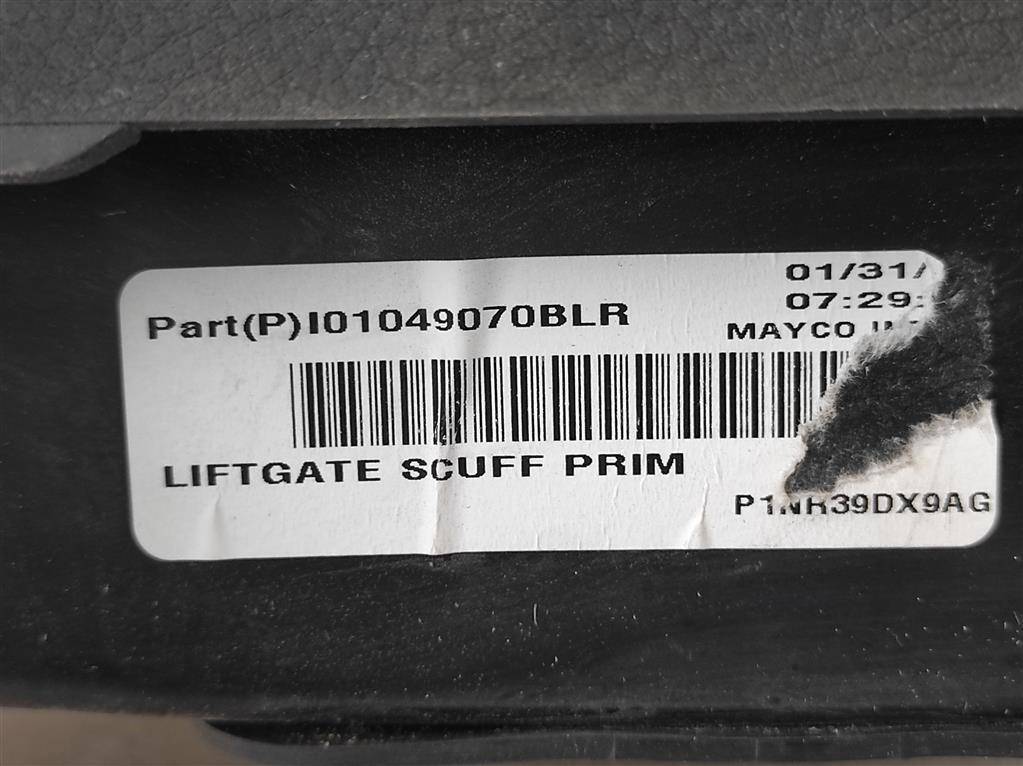 01/31/
07:29:
Part(P)I01049070BLR
MAYCO
LIFTGATE SCUFF PRIM
P1NR39DX9AG